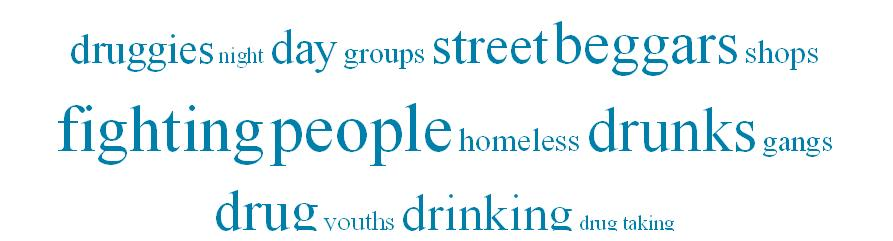 druggies night day groups street beggars shops
fighting people homeless drunks gangs
drug youths drinking drug taking